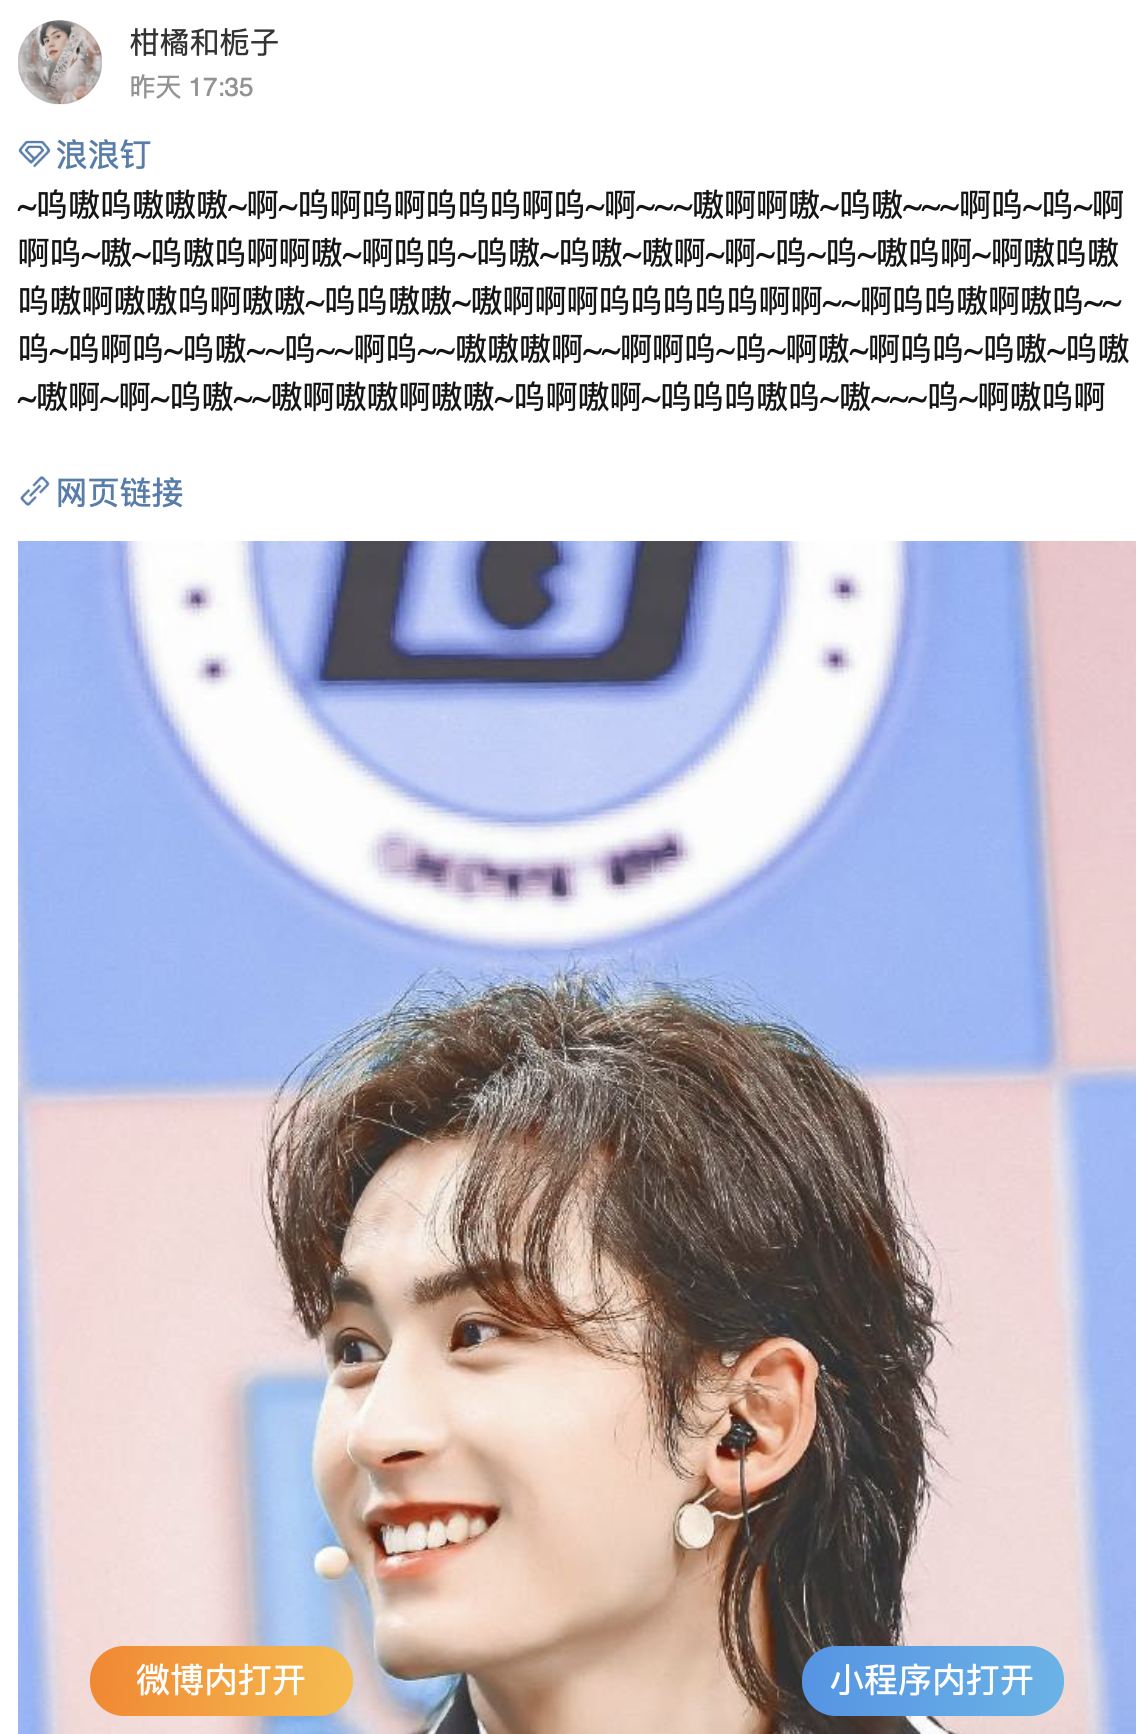 柑橘和栀子
昨天 17:35
浪浪钉
~呜嗷呜嗷嗷嗷~啊~呜啊呜啊呜呜呜啊呜~啊~~~嗷啊啊嗷~呜嗷~~~啊呜~呜~啊
啊呜~嗷~呜嗷呜啊啊嗷~啊呜呜~呜嗷~呜嗷~嗷啊~啊~呜~呜~嗷呜啊~啊嗷呜嗷
呜嗷啊嗷嗷呜啊嗷嗷~呜呜嗷嗷~嗷啊啊啊呜呜呜呜呜啊啊~~啊呜呜嗷啊嗷呜~~
呜~呜啊呜~呜嗷~~呜~~啊呜~~嗷嗷嗷啊~~啊啊呜~呜~啊嗷~啊呜呜~呜嗷~呜嗷
~嗷啊~啊~呜嗷~~嗷啊嗷嗷啊嗷嗷~呜啊嗷啊~呜呜呜嗷呜~嗷~~~呜~啊嗷呜啊
网页链接
微博内打开
小程序内打开